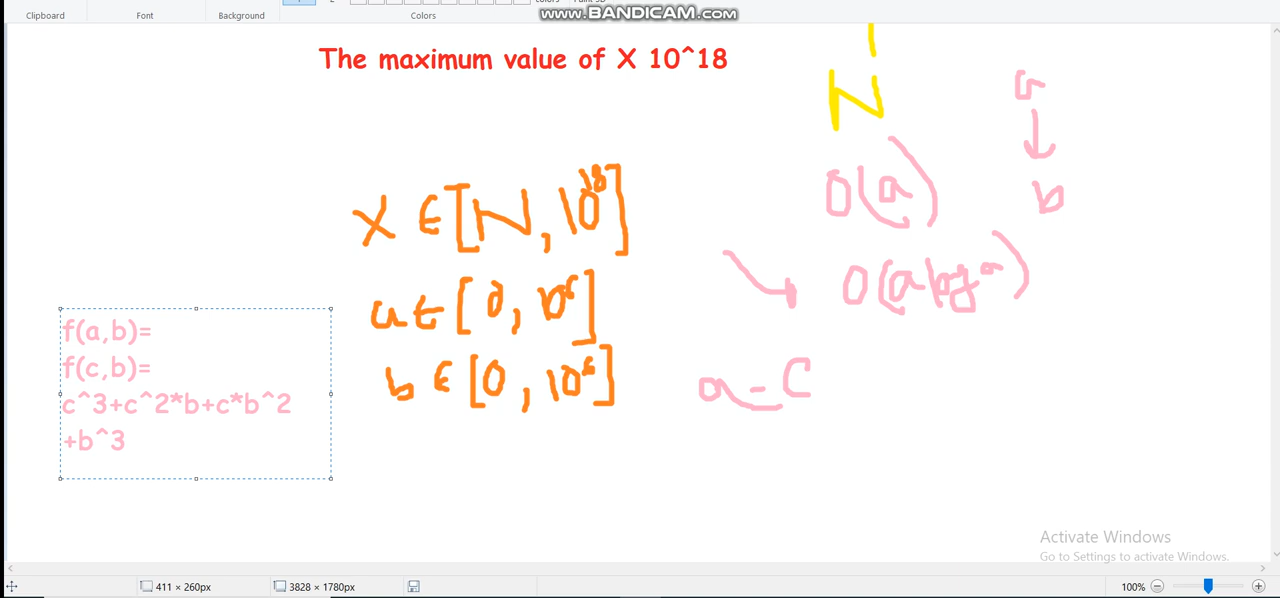 Clipboard Font Background Colors
www.BANDICAM.com
The maximum value of X 10^18
N
a
b
O(a)
X ∈ [N, 10^18]
O(a log a)
a ∈ [0, 10^6]
b ∈ [0, 10^6]
a = C
f(a,b)=
f(c,b)=
c^3+c^2*b+c*b^2
+b^3
Activate Windows
Go to Settings to activate Windows.
411 × 260px 3828 × 1780px 100%